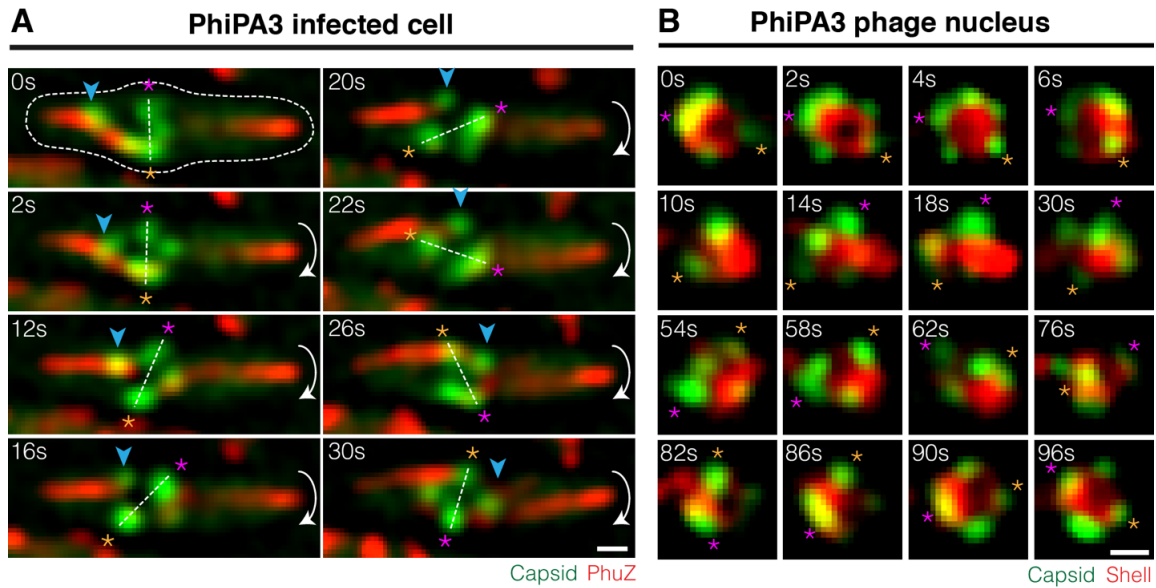 A PhiPA3 infected cell
0s 20s
2s 22s
12s 26s
16s 30s
Capsid PhuZ
B PhiPA3 phage nucleus
0s 2s 4s 6s
10s 14s 18s 30s
54s 58s 62s 76s
82s 86s 90s 96s
Capsid Shell